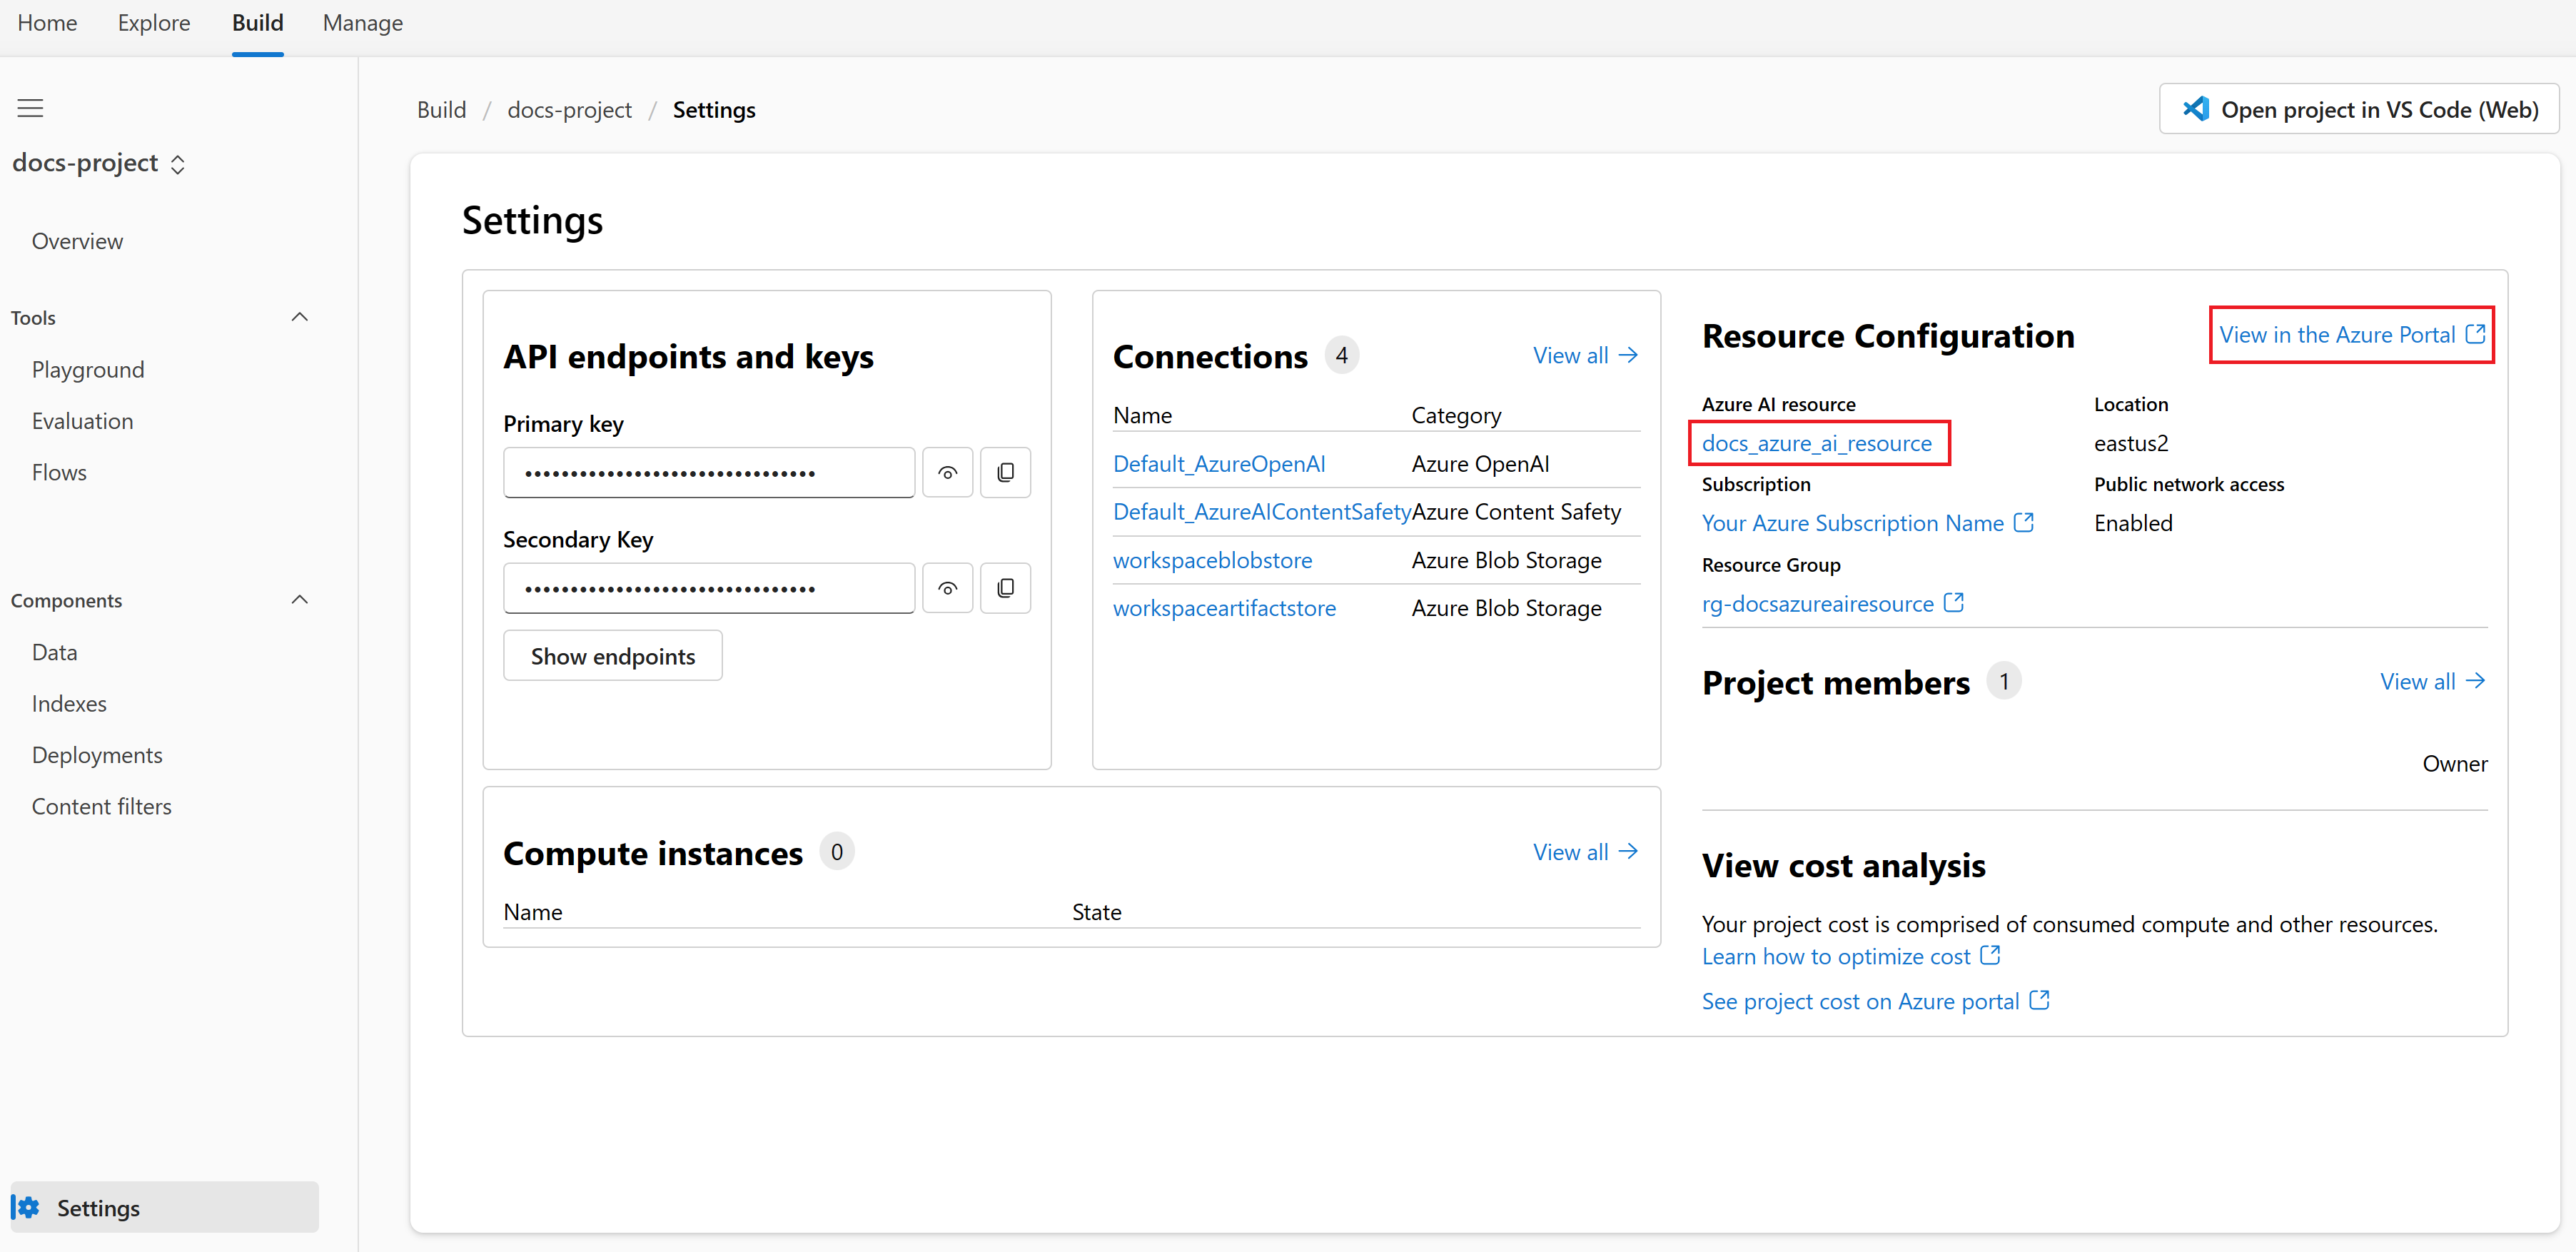 Home Explore Build Manage
Build / docs-project / Settings
Open project in VS Code (Web)
docs-project
Overview
Tools
Playground
Evaluation
Flows
Components
Data
Indexes
Deployments
Content filters
Settings
Settings
API endpoints and keys
Primary key
••••••••••••••••••••••••••••••••
Secondary Key
••••••••••••••••••••••••••••••••
Show endpoints
Connections 4 View all
Name Category
Default_AzureOpenAI Azure OpenAI
Default_AzureAIContentSafety Azure Content Safety
workspaceblobstore Azure Blob Storage
workspaceartifactstore Azure Blob Storage
Compute instances 0 View all
Name State
Resource Configuration View in the Azure Portal
Azure AI resource Location
docs_azure_ai_resource eastus2
Subscription Public network access
Your Azure Subscription Name Enabled
Resource Group
rg-docsazureairesource
Project members 1 View all
Owner
View cost analysis
Your project cost is comprised of consumed compute and other resources.
Learn how to optimize cost
See project cost on Azure portal